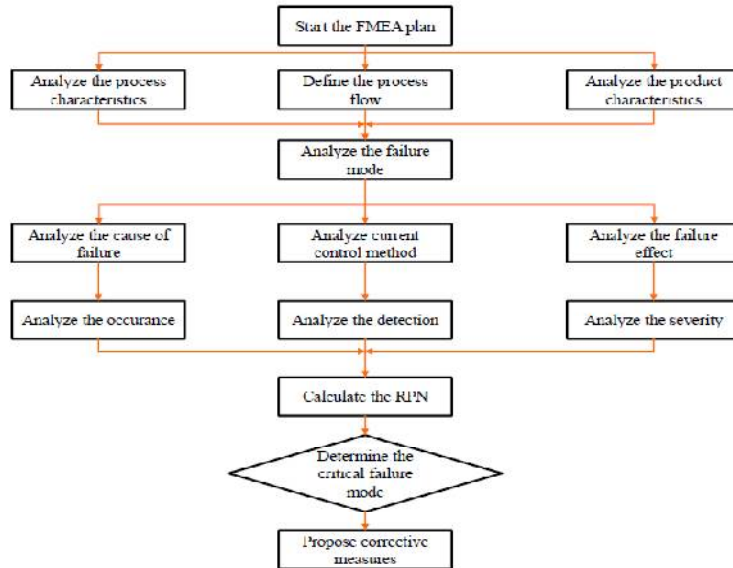 Start the FMEA plan
Analyze the process
characteristics
Define the process
flow
Analyze the product
characteristics
Analyze the failure
mode
Analyze the cause of
failure
Analyze current
control method
Analyze the failure
effect
Analyze the occurance
Analyze the detection
Analyze the severity
Calculate the RPN
Determine the
critical failure
mode
Propose corrective
measures